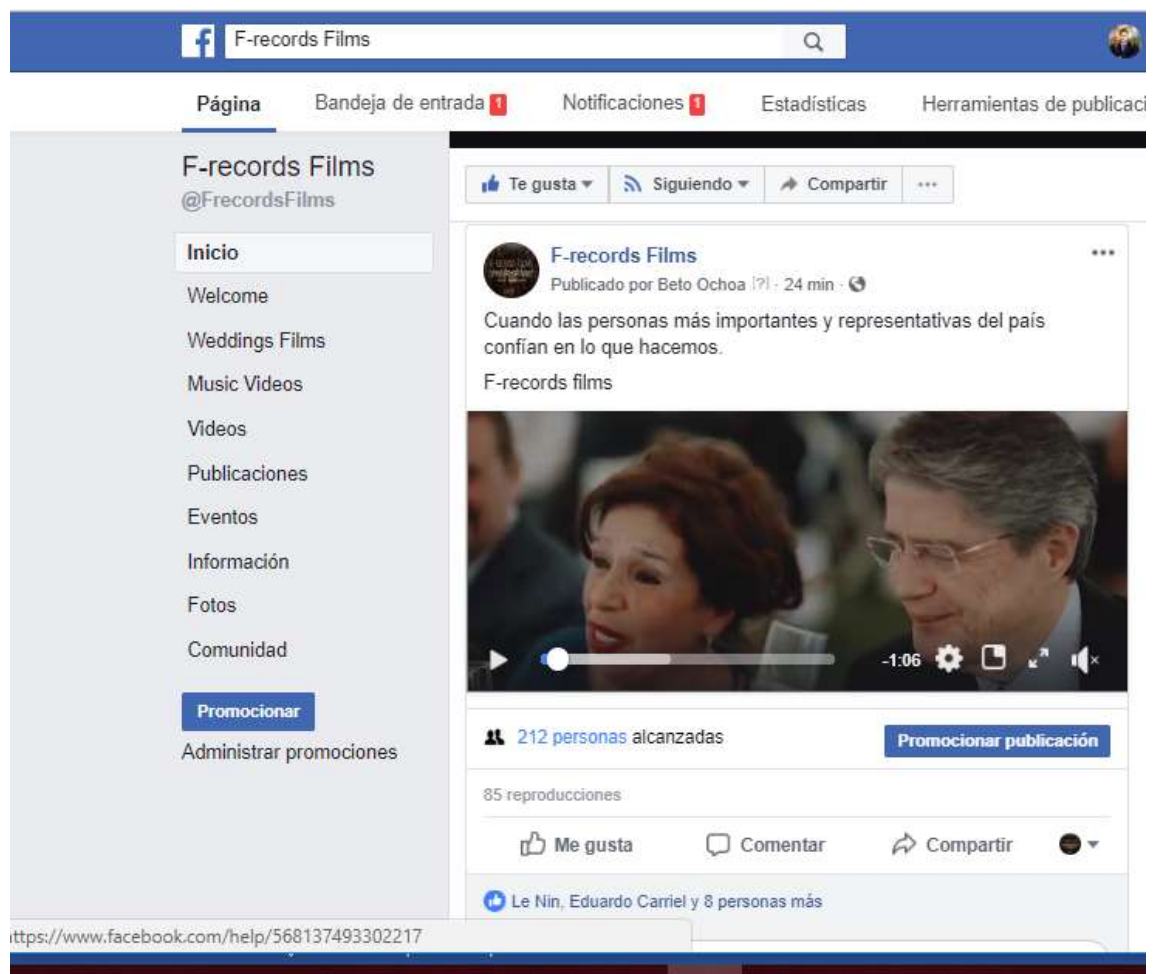 F-records Films
Página
Bandeja de entrada 1
Notificaciones 1
Estadísticas
Herramientas de publicaci
F-records Films
@FrecordsFilms
Inicio
Welcome
Weddings Films
Music Videos
Videos
Publicaciones
Eventos
Información
Fotos
Comunidad
Promocionar
Administrar promociones
Te gusta
Siguiendo
Compartir
F-records Films
Publicado por Beto Ochoa [?] · 24 min ·
Cuando las personas más importantes y representativas del país
confían en lo que hacemos.
F-records films
-1:06
212 personas alcanzadas
Promocionar publicación
85 reproducciones
Me gusta
Comentar
Compartir
Le Nin, Eduardo Carriel y 8 personas más
ttps://www.facebook.com/help/568137493302217